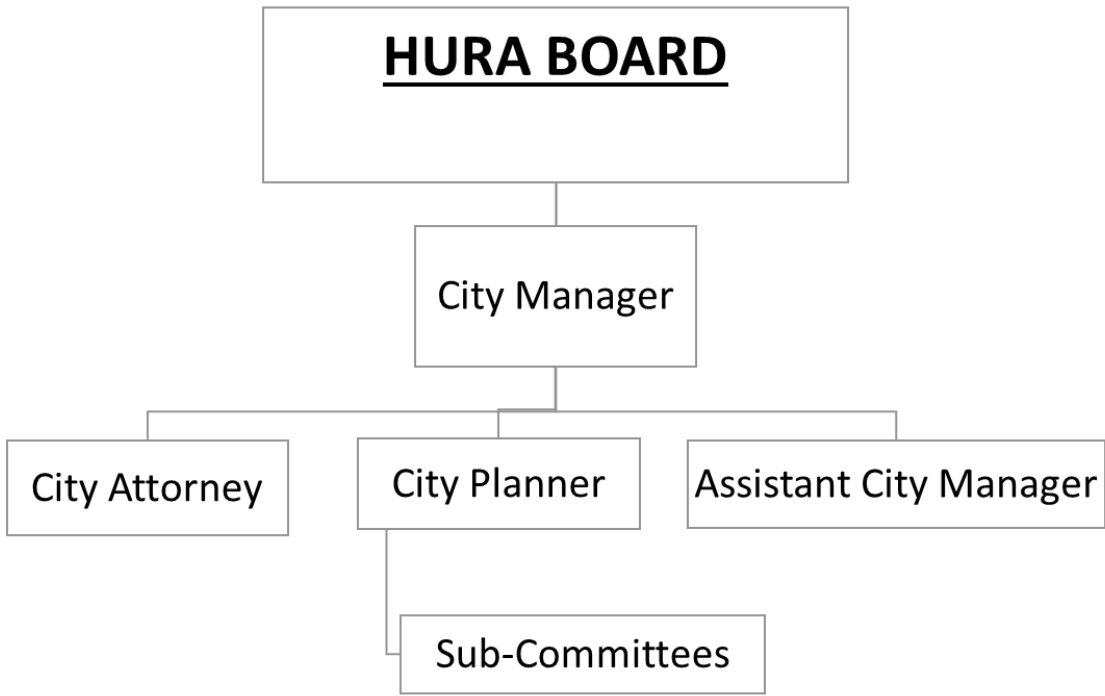 HURA BOARD
City Manager
City Attorney
City Planner
Assistant City Manager
Sub-Committees